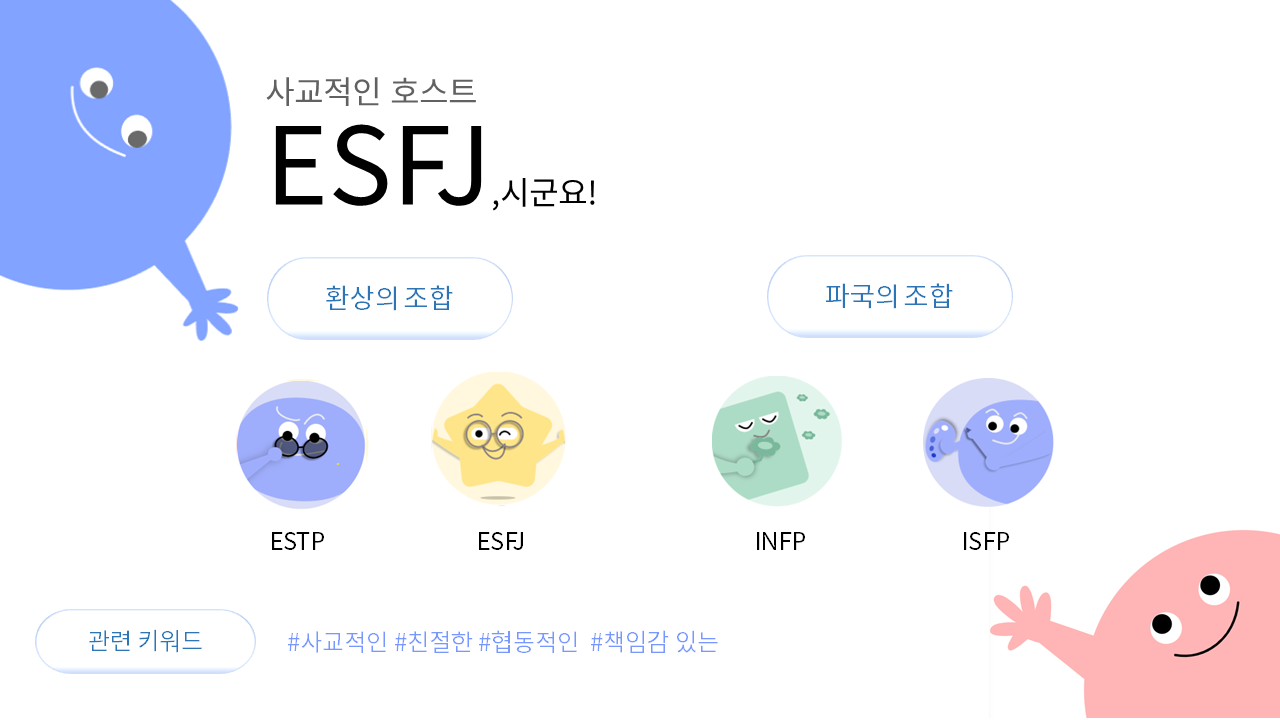 사교적인 호스트
ESFJ ,시군요!
환상의 조합
파국의 조합
ESTP
ESFJ
INFP
ISFP
관련 키워드
#사교적인 #친절한 #협동적인 #책임감 있는